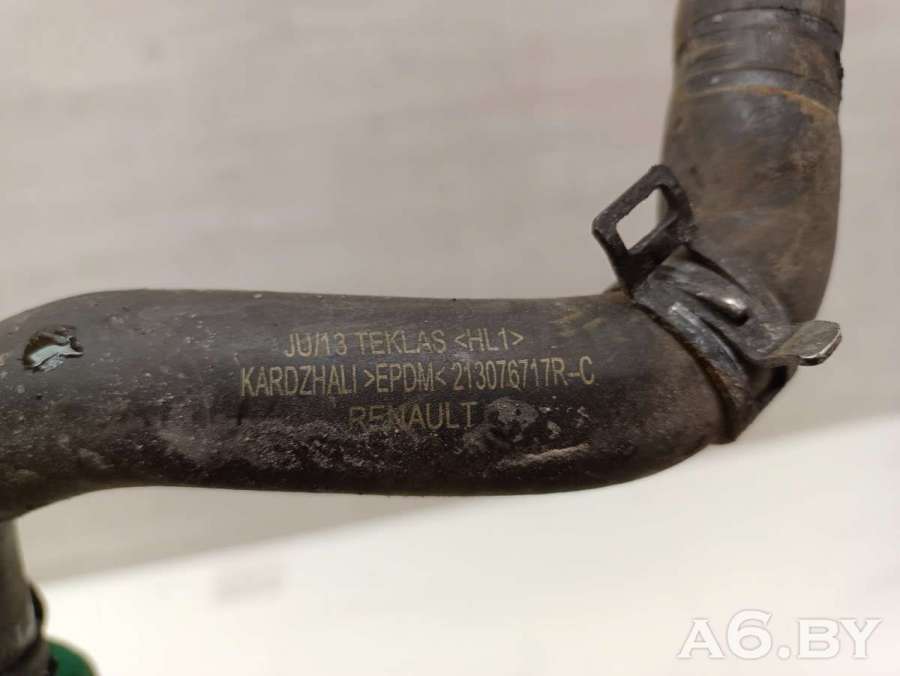 JU/13 TEKLAS <HL1>
KARDZHALI >EPDM< 213076717R-C
RENAULT
A6.BY